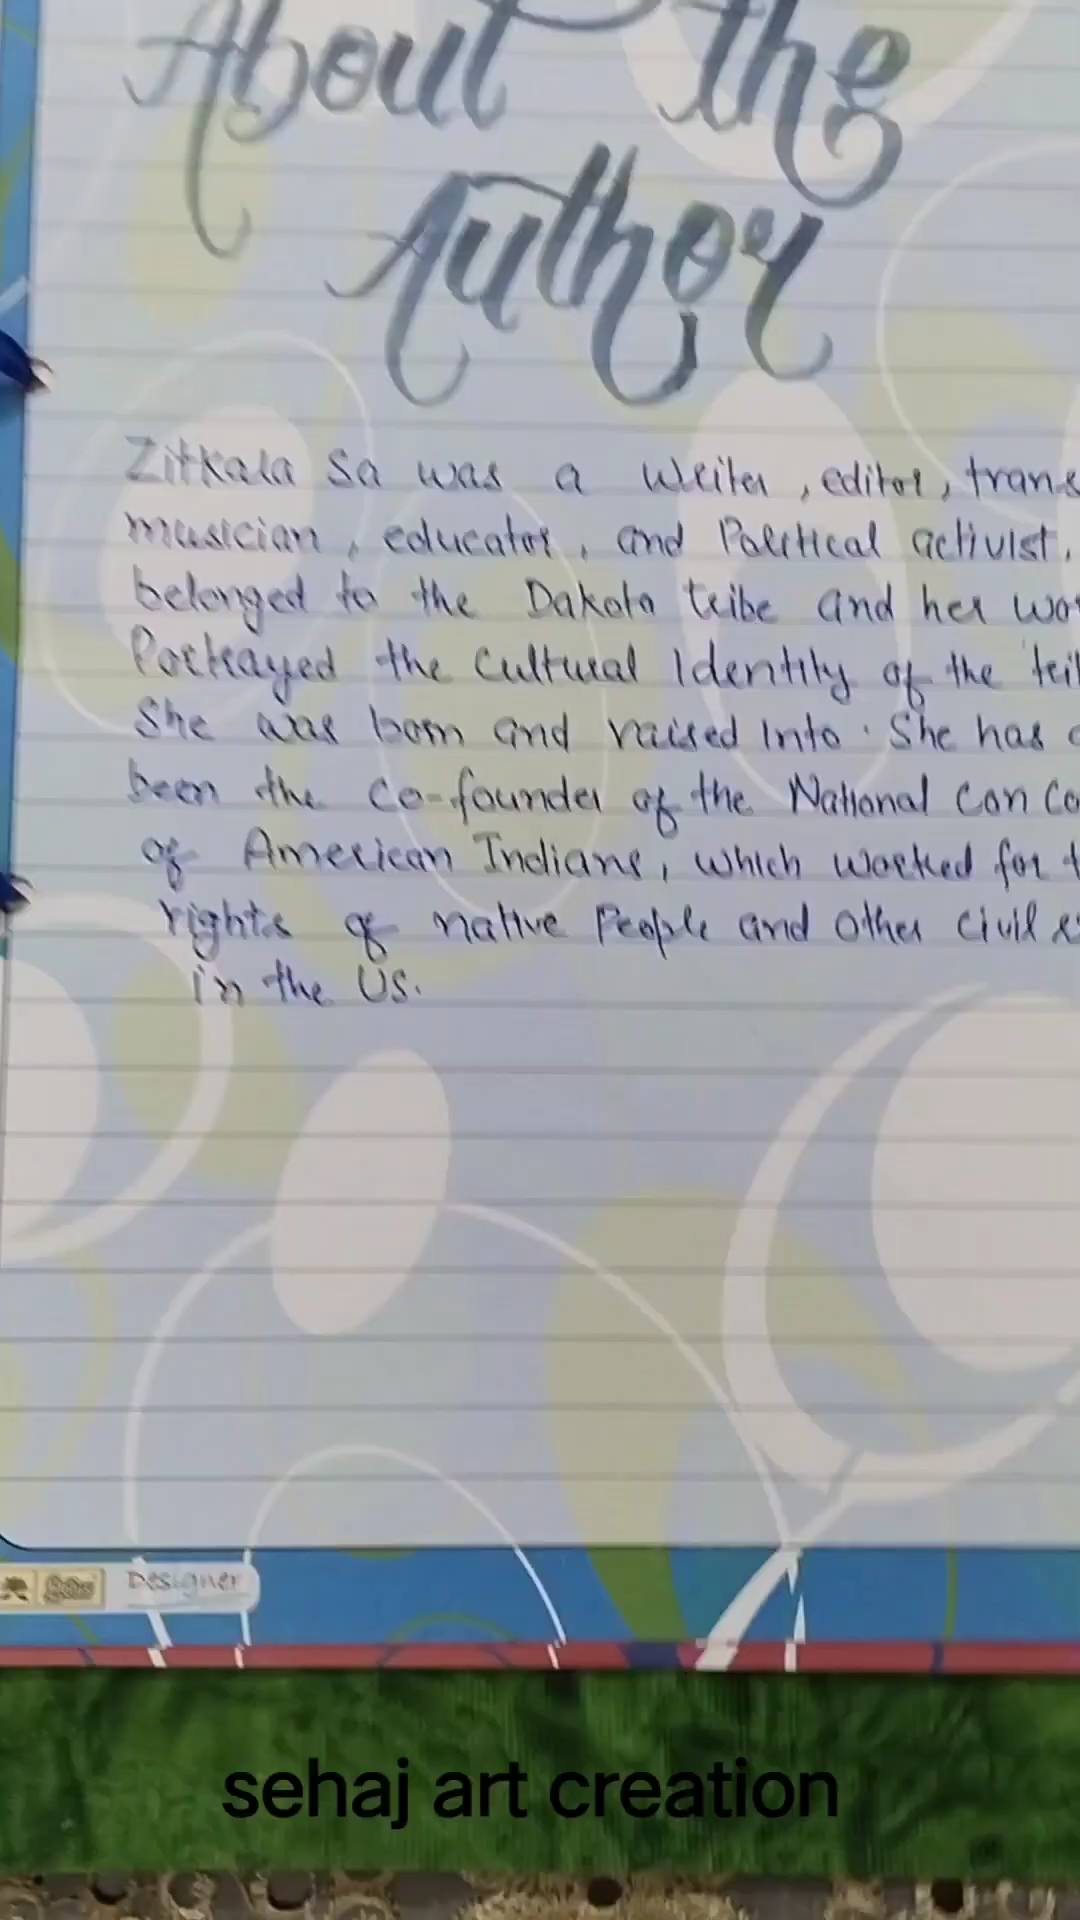 About the
Author
Zitkala Sa was a writer, editor, trans
musician, educator, and Political activist.
belonged to the Dakota tribe and her wor
Portrayed the Cultural Identity of the trib
She was born and raised Into. She has a
been the Co-founder of the National Con Co
of American Indians, which worked for t
rights of native People and other civil
in the US.
Designer
sehaj art creation